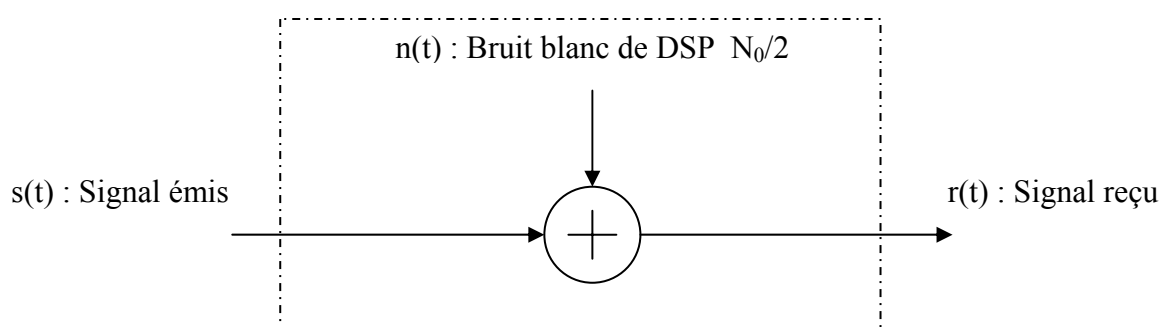 n(t) : Bruit blanc de DSP N₀/2
s(t) : Signal émis
r(t) : Signal reçu